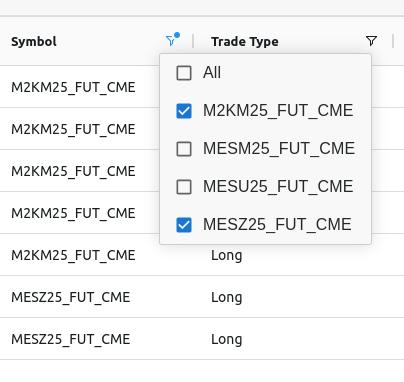 Symbol Trade Type
All
M2KM25_FUT_CME M2KM25_FUT_CME
M2KM25_FUT_CME MESM25_FUT_CME
M2KM25_FUT_CME MESU25_FUT_CME
M2KM25_FUT_CME MESZ25_FUT_CME
M2KM25_FUT_CME Long
MESZ25_FUT_CME Long
MESZ25_FUT_CME Long